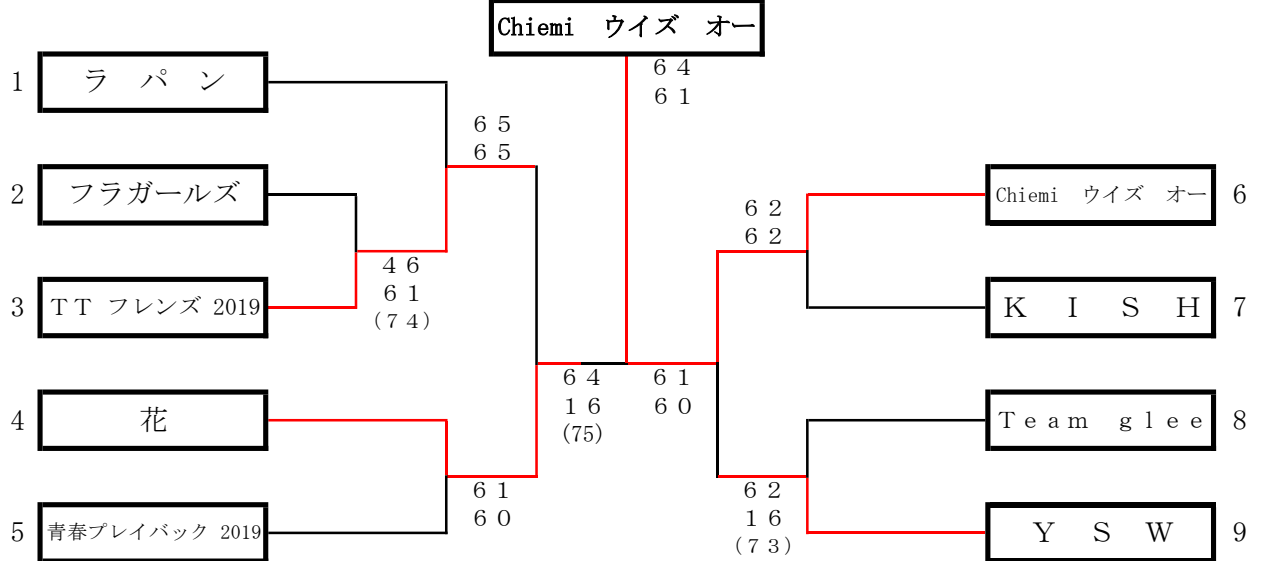 Chiemi　ウイズ　オー
６４
６１
1
ラ　パ　ン
６５
６５
2
フラガールズ
3
ＴＴ フレンズ 2019
４６
６１
(７４)
4
花
5
青春プレイバック 2019
６１
６０
６４
１６
(75)
６１
６０
６２
６２
Chiemi　ウイズ　オー
6
Ｋ　Ｉ　Ｓ　Ｈ
7
Ｔｅａｍ　ｇｌｅｅ
8
６２
１６
(７３)
Ｙ　Ｓ　Ｗ
9